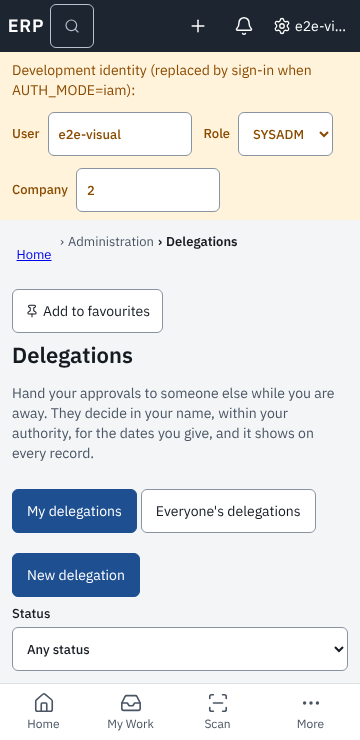 ERP
e2e-vi...
Development identity (replaced by sign-in when
AUTH_MODE=iam):
User e2e-visual Role SYSADM
Company 2
Home › Administration › Delegations
Add to favourites
Delegations
Hand your approvals to someone else while you are
away. They decide in your name, within your
authority, for the dates you give, and it shows on
every record.
My delegations Everyone's delegations
New delegation
Status
Any status
Home My Work Scan More